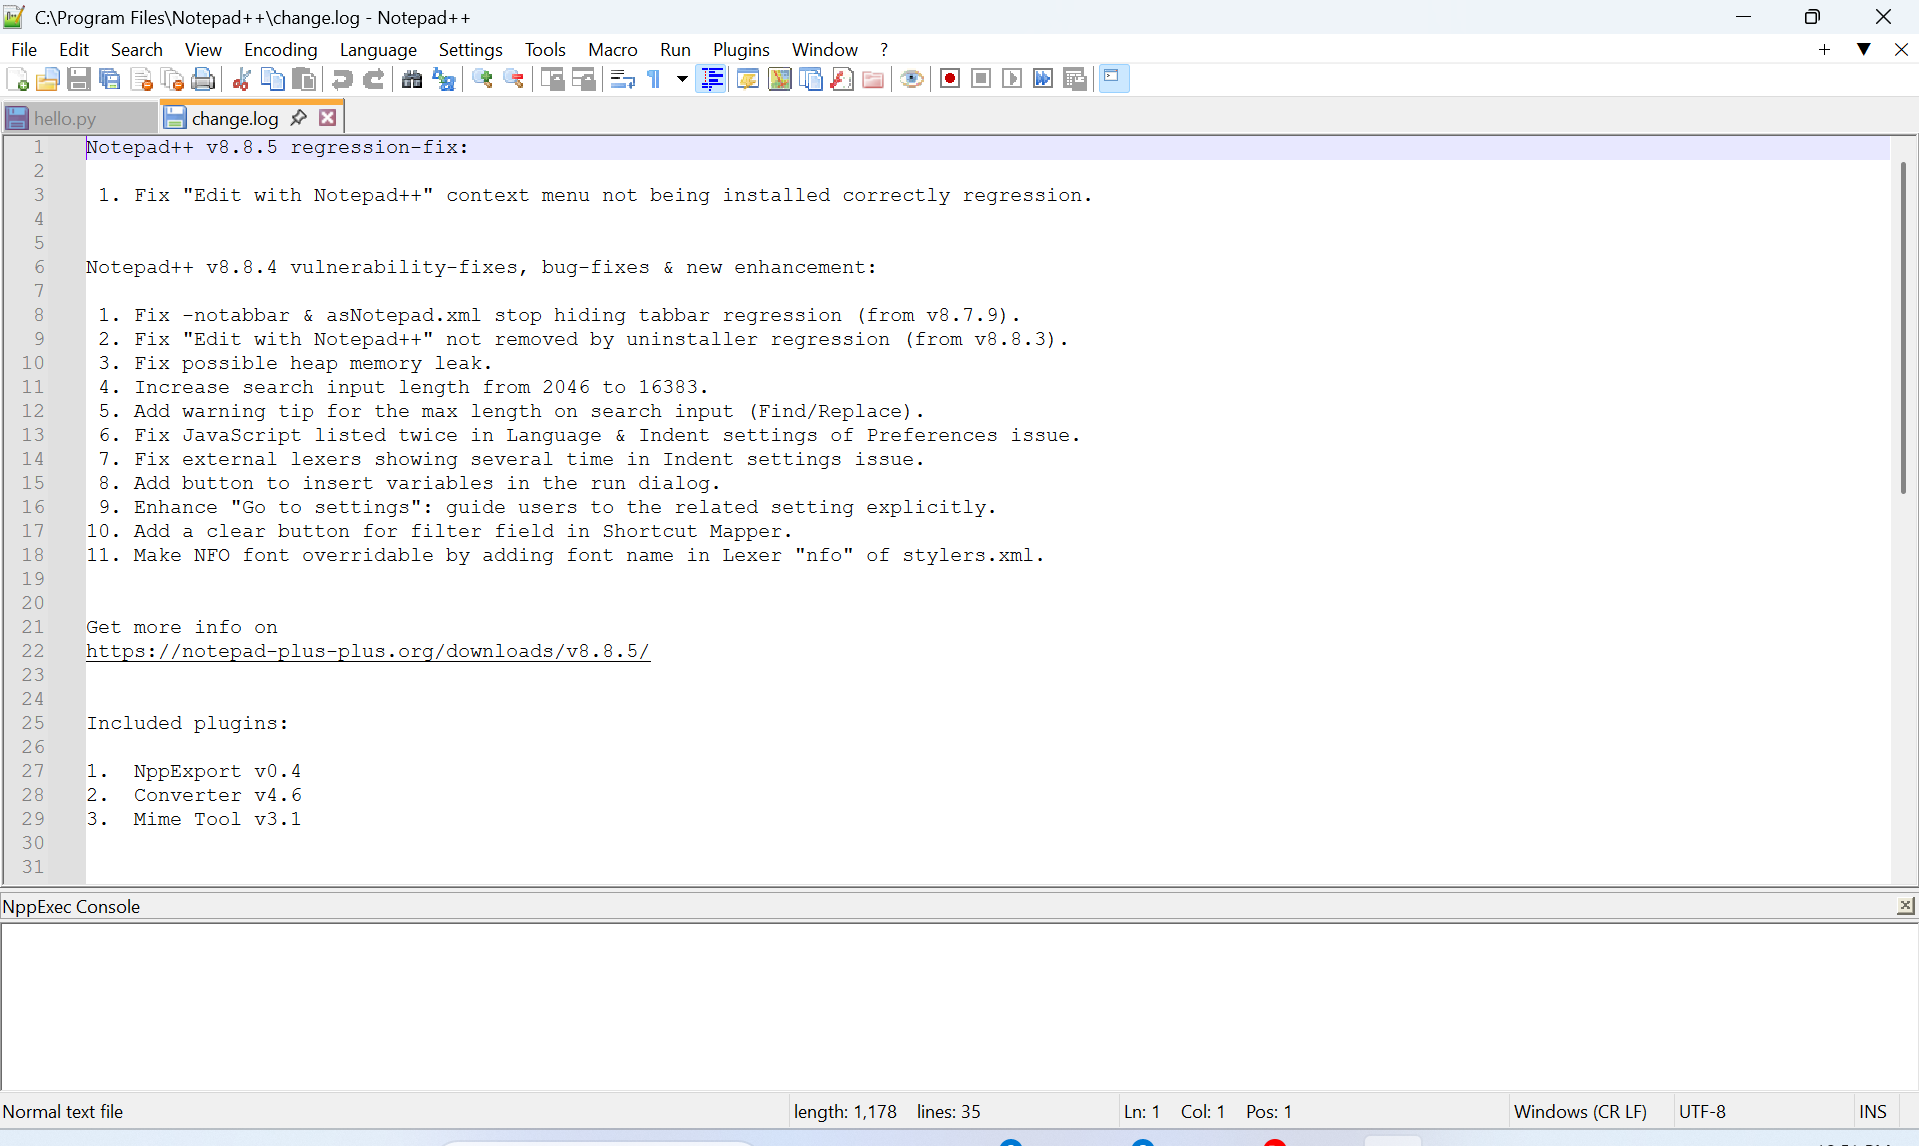 C:\Program Files\Notepad++\change.log - Notepad++
File Edit Search View Encoding Language Settings Tools Macro Run Plugins Window ?
hello.py change.log
1 Notepad++ v8.8.5 regression-fix:
2
3 1. Fix "Edit with Notepad++" context menu not being installed correctly regression.
4
5
6 Notepad++ v8.8.4 vulnerability-fixes, bug-fixes & new enhancement:
7
8 1. Fix -notabbar & asNotepad.xml stop hiding tabbar regression (from v8.7.9).
9 2. Fix "Edit with Notepad++" not removed by uninstaller regression (from v8.8.3).
10 3. Fix possible heap memory leak.
11 4. Increase search input length from 2046 to 16383.
12 5. Add warning tip for the max length on search input (Find/Replace).
13 6. Fix JavaScript listed twice in Language & Indent settings of Preferences issue.
14 7. Fix external lexers showing several time in Indent settings issue.
15 8. Add button to insert variables in the run dialog.
16 9. Enhance "Go to settings": guide users to the related setting explicitly.
17 10. Add a clear button for filter field in Shortcut Mapper.
18 11. Make NFO font overridable by adding font name in Lexer "nfo" of stylers.xml.
19
20
21 Get more info on
22 https://notepad-plus-plus.org/downloads/v8.8.5/
23
24
25 Included plugins:
26
27 1. NppExport v0.4
28 2. Converter v4.6
29 3. Mime Tool v3.1
30
31
NppExec Console
Normal text file length: 1,178 lines: 35 Ln: 1 Col: 1 Pos: 1 Windows (CR LF) UTF-8 INS